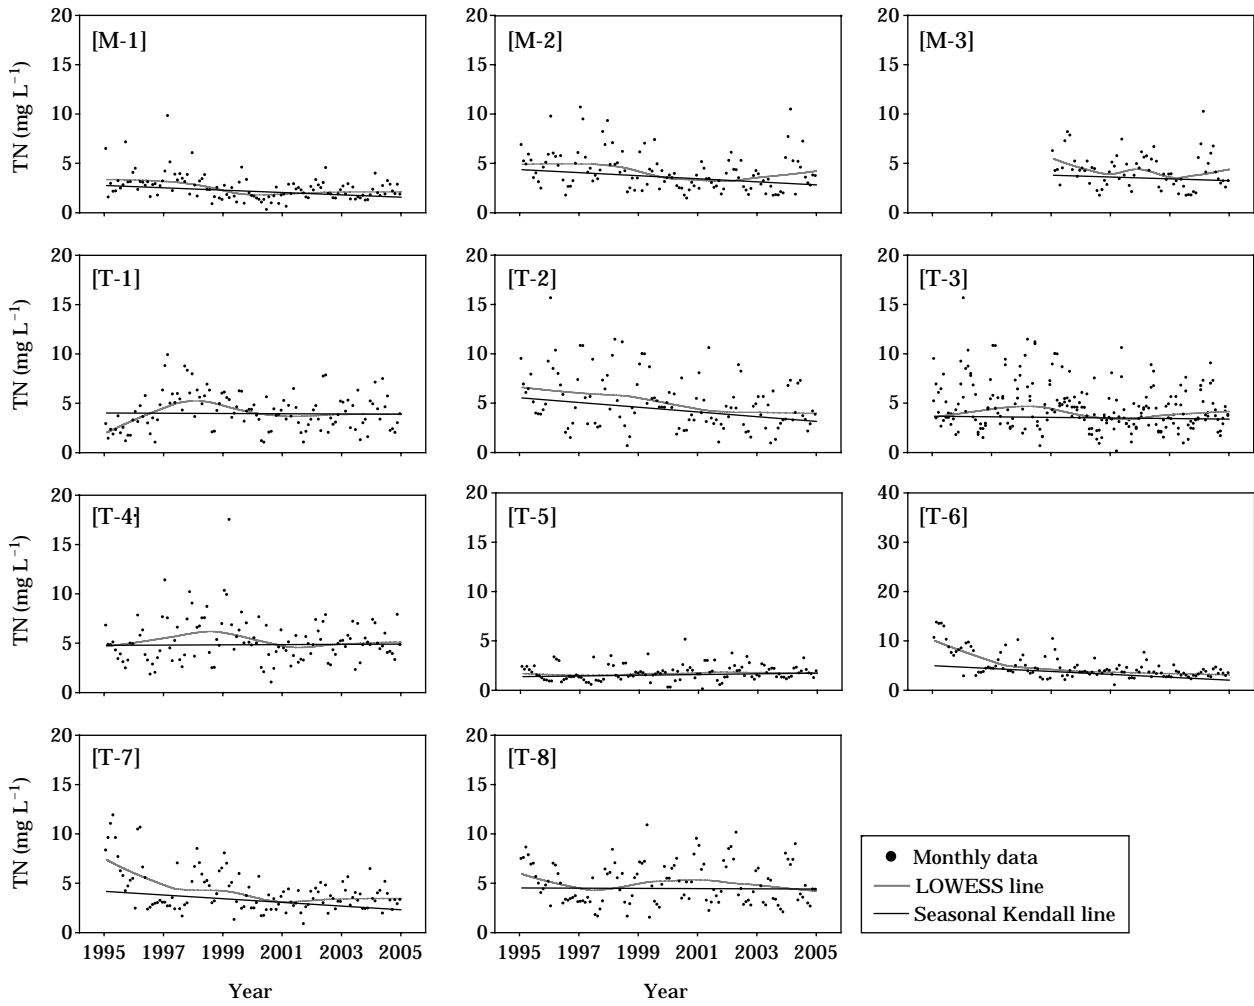 20 20 20
[M-1] [M-2] [M-3]
15 15 15
TN (mg L⁻¹)
10 10 10
5 5 5
0 0 0
20 20 20
[T-1] [T-2] [T-3]
15 15 15
TN (mg L⁻¹)
10 10 10
5 5 5
0 0 0
20 20 40
[T-4] [T-5] [T-6]
15 15 30
TN (mg L⁻¹)
10 10 20
5 5 10
0 0 0
20 20
[T-7] [T-8]
15 15
TN (mg L⁻¹)
10 10
5 5
0 0
1995 1997 1999 2001 2003 2005 1995 1997 1999 2001 2003 2005
Year Year
Monthly data
LOWESS line
Seasonal Kendall line